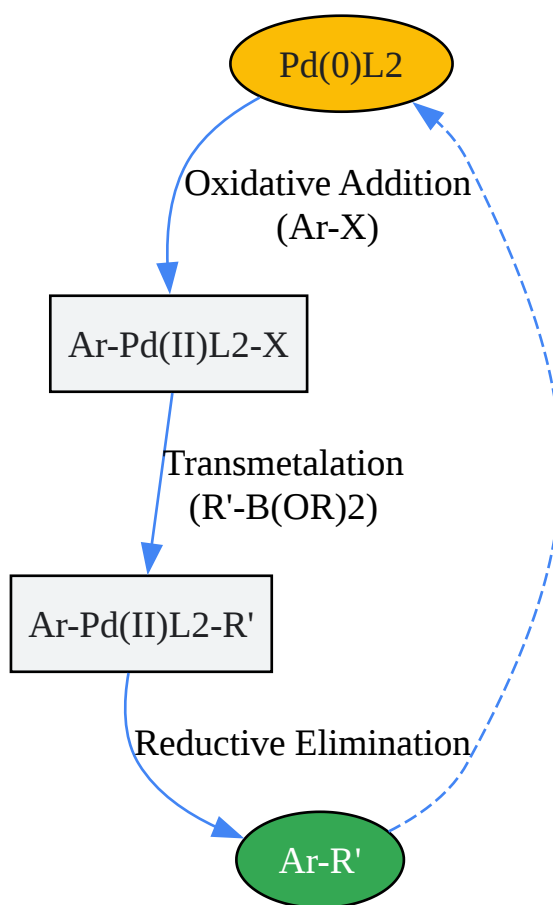 Pd(0)L2
Oxidative Addition
(Ar-X)
Ar-Pd(II)L2-X
Transmetalation
(R'-B(OR)2)
Ar-Pd(II)L2-R'
Reductive Elimination
Ar-R'